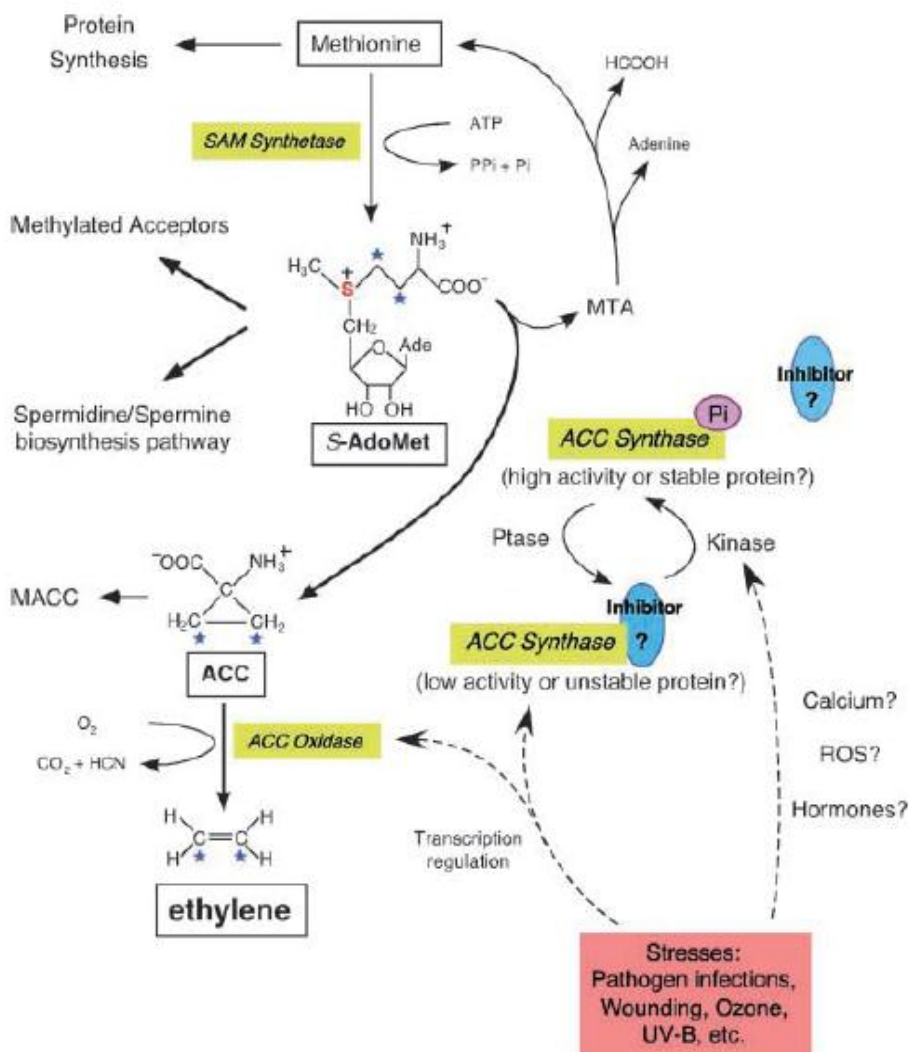 Protein
Synthesis
Methionine
HCOOH
SAM Synthetase
ATP
PPi + Pi
Adenine
Methylated Acceptors
NH₃⁺
H₃C
S⁺
COO⁻
MTA
CH₂
O
Ade
HO OH
Inhibitor
?
Spermidine/Spermine
biosynthesis pathway
S-AdoMet
Pi
ACC Synthase
(high activity or stable protein?)
Ptase
Kinase
⁻OOC
NH₃⁺
C
MACC
H₂C
CH₂
Inhibitor
?
ACC Synthase
(low activity or unstable protein?)
ACC
Calcium?
O₂
ACC Oxidase
CO₂ + HCN
ROS?
Hormones?
H H
C=C
H H
Transcription
regulation
ethylene
Stresses:
Pathogen infections,
Wounding, Ozone,
UV-B, etc.